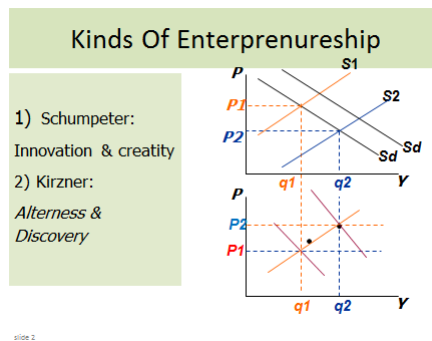 Kinds Of Enterprenureship
1) Schumpeter:
Innovation & creatity
2) Kirzner:
Alterness &
Discovery
P
S1
P1
S2
P2
Sd
Sd
q1
q2
Y
P
P2
P1
q1
q2
Y
slide 2